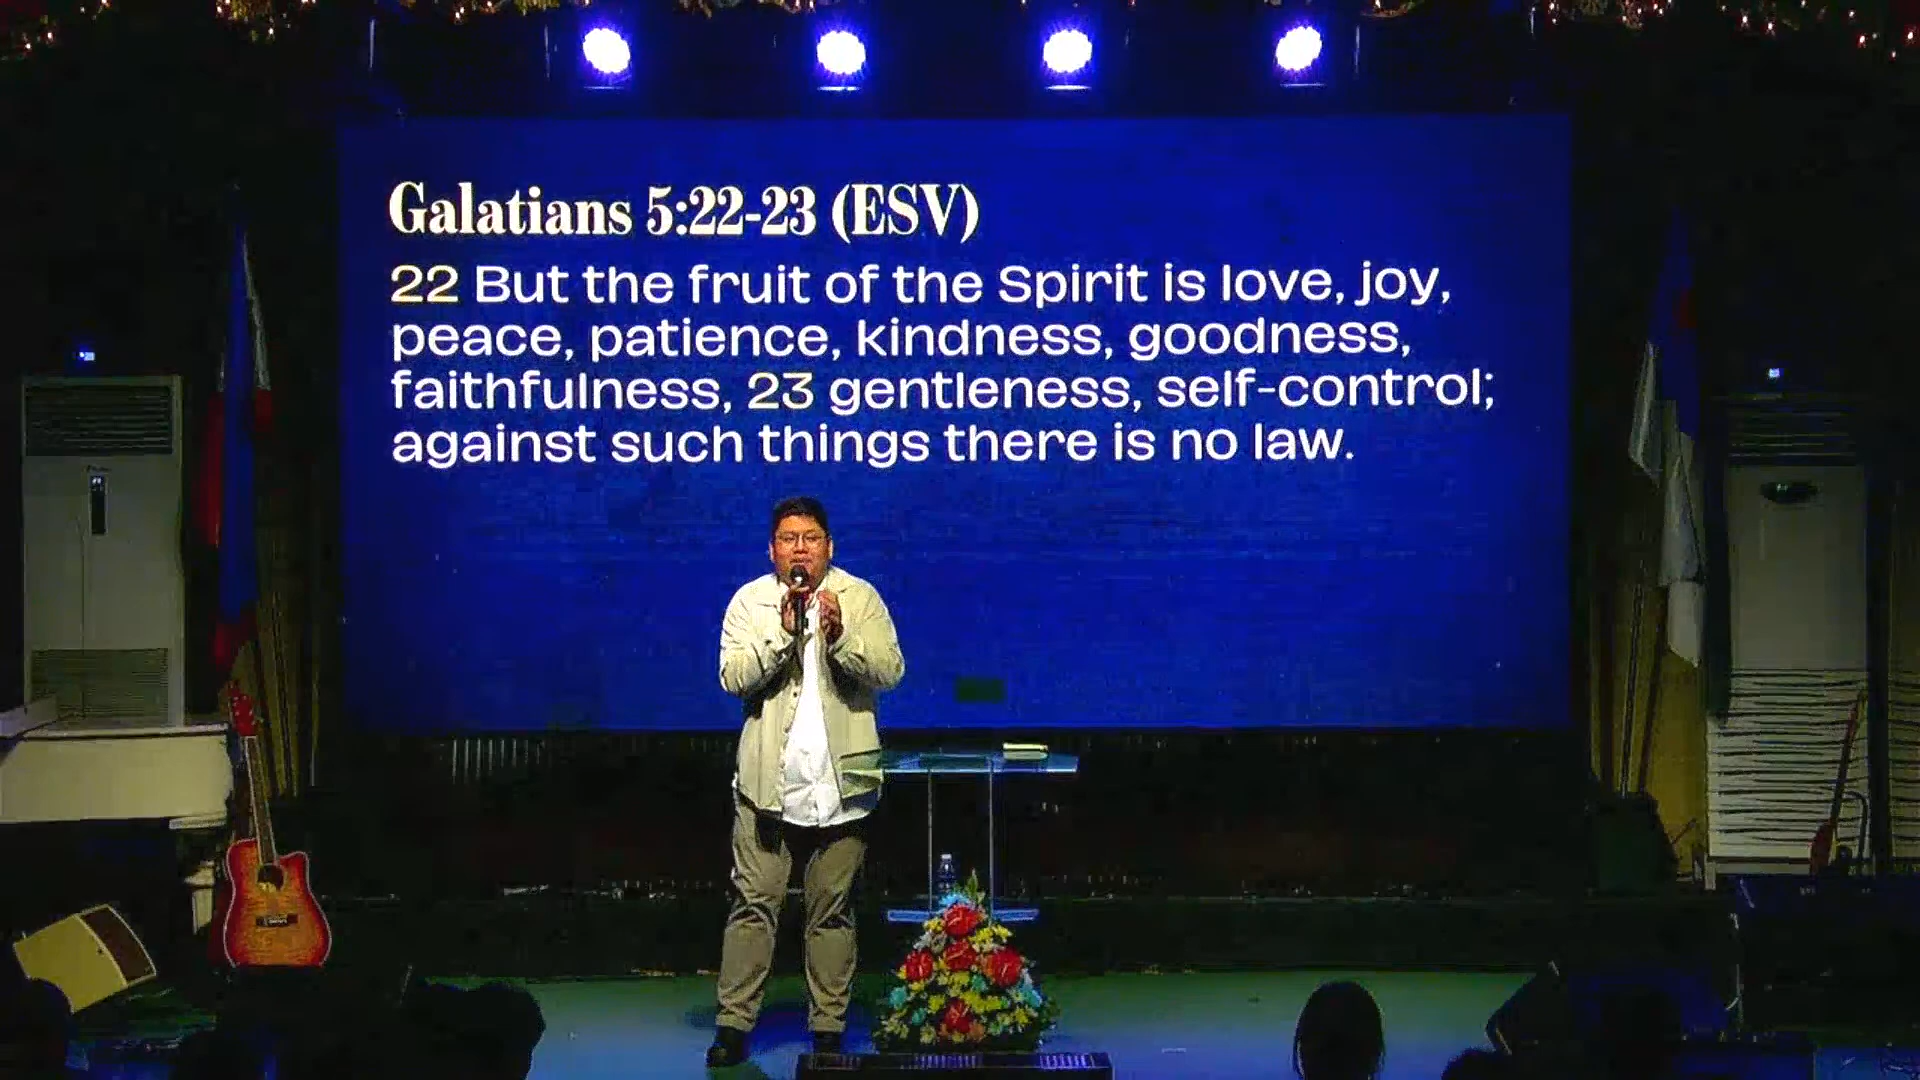 Galatians 5:22-23 (ESV)
22 But the fruit of the Spirit is love, joy,
peace, patience, kindness, goodness,
faithfulness, 23 gentleness, self-control;
against such things there is no law.